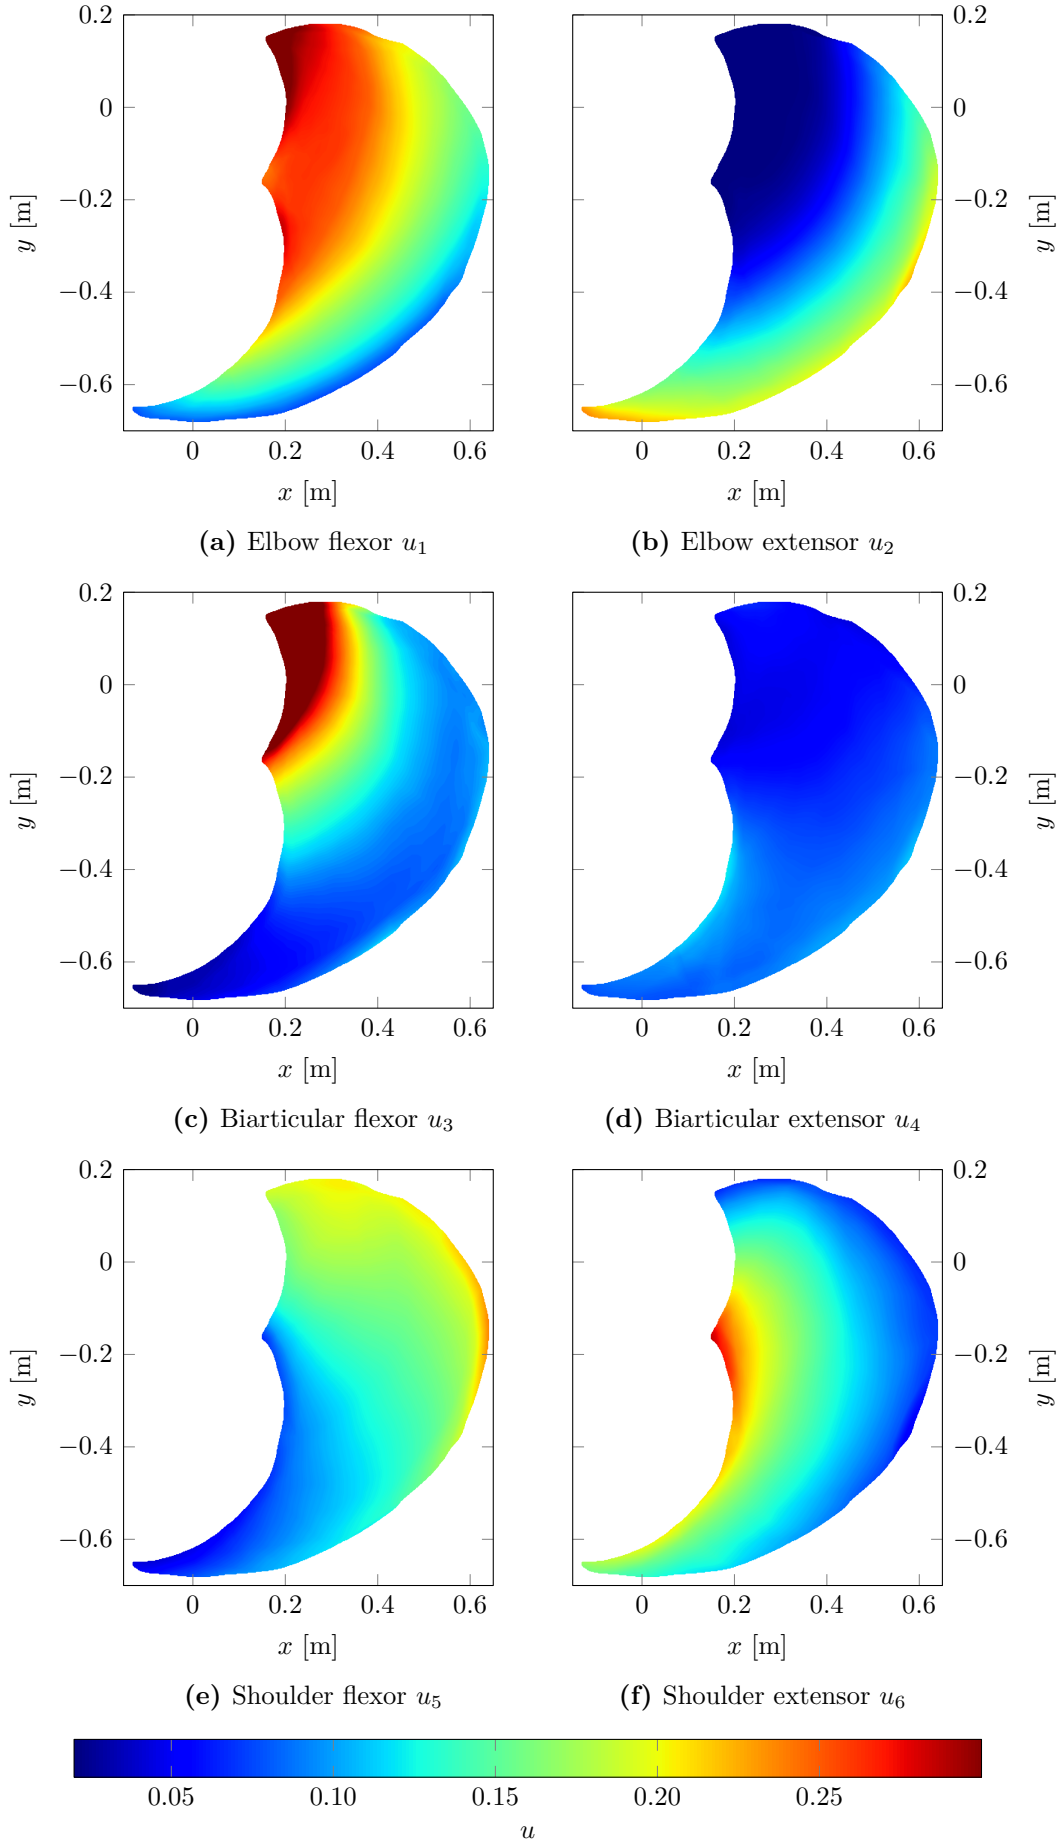 0.2
0
−0.2
−0.4
−0.6
y [m]
0 0.2 0.4 0.6
x [m]
(a) Elbow flexor u₁
0.2
0
−0.2
−0.4
−0.6
y [m]
0 0.2 0.4 0.6
x [m]
(b) Elbow extensor u₂
0.2
0
−0.2
−0.4
−0.6
y [m]
0 0.2 0.4 0.6
x [m]
(c) Biarticular flexor u₃
0.2
0
−0.2
−0.4
−0.6
y [m]
0 0.2 0.4 0.6
x [m]
(d) Biarticular extensor u₄
0.2
0
−0.2
−0.4
−0.6
y [m]
0 0.2 0.4 0.6
x [m]
(e) Shoulder flexor u₅
0.2
0
−0.2
−0.4
−0.6
y [m]
0 0.2 0.4 0.6
x [m]
(f) Shoulder extensor u₆
0.05 0.10 0.15 0.20 0.25
u